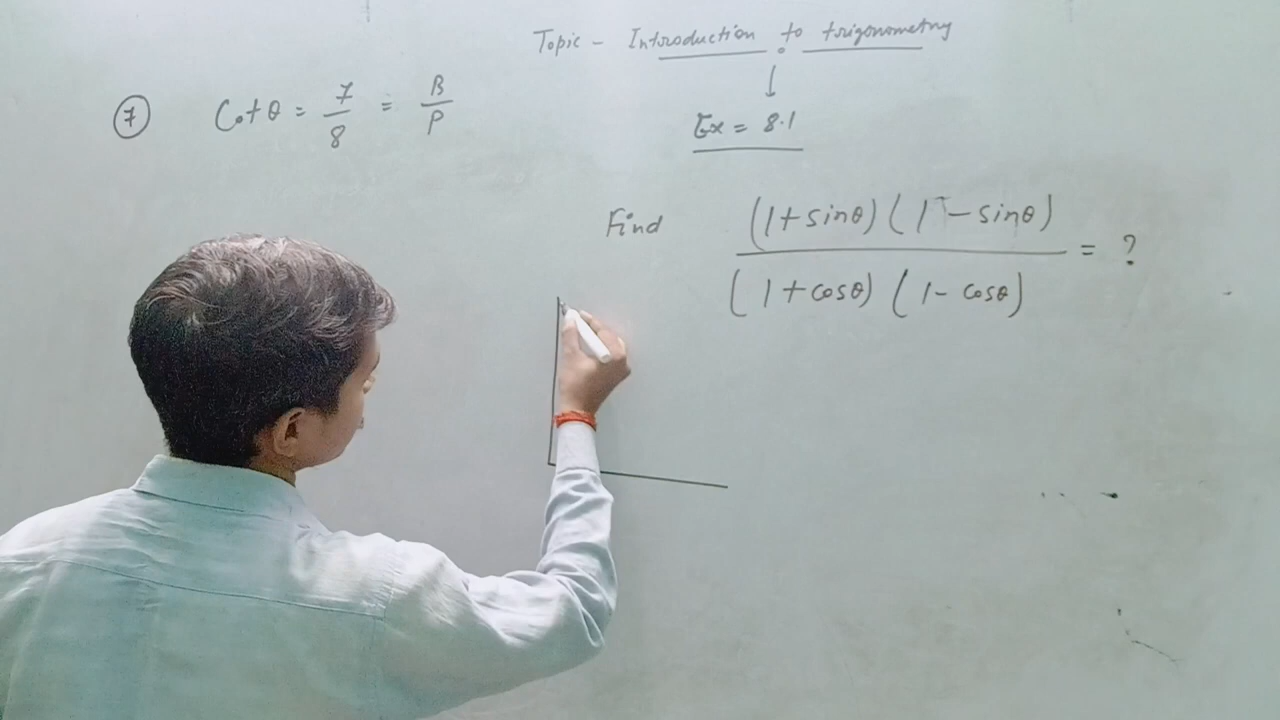 Topic - Introduction to trigonometry
Ex = 8.1
⑦ Cotθ = 7/8 = B/P
Find (1+sinθ)(1-sinθ)/(1+cosθ)(1-cosθ) = ?